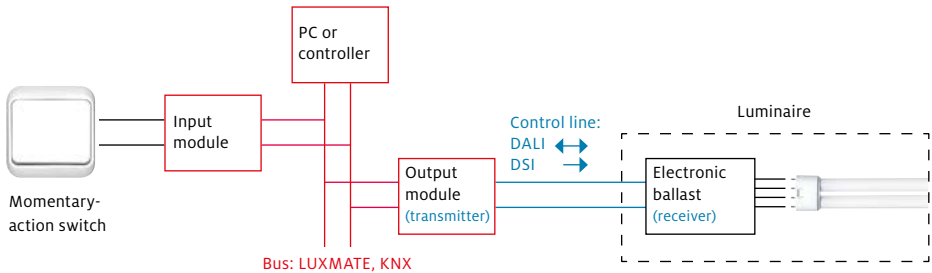 PC or
controller
Input
module
Momentary-
action switch
Output
module
(transmitter)
Bus: LUXMATE, KNX
Control line:
DALI
DSI
Luminaire
Electronic
ballast
(receiver)